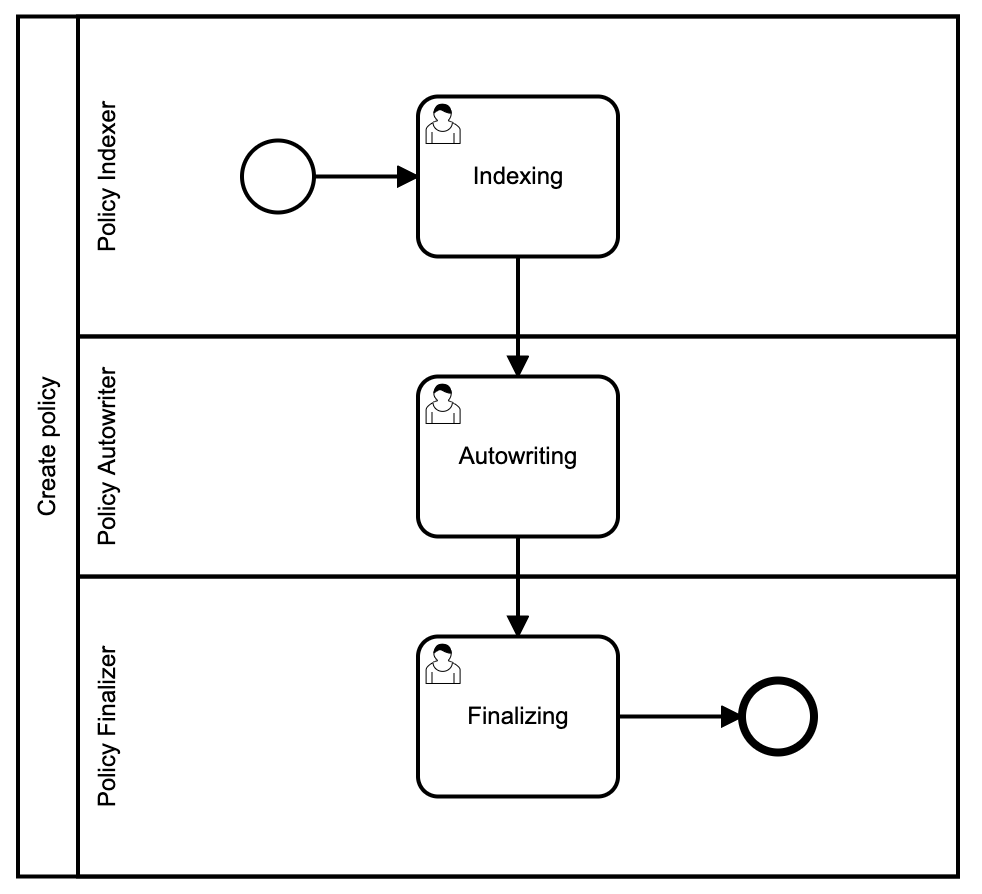 Create policy
Policy Indexer
Indexing
Policy Autowriter
Autowriting
Policy Finalizer
Finalizing